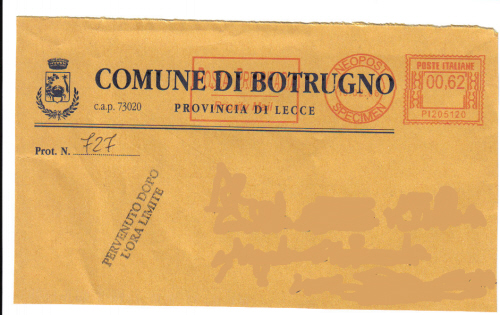 COMUNE DI BOTRUGNO
c.a.p. 73020
PROVINCIA DI LECCE
NEOPOST
SPECIMEN
POSTE ITALIANE
00,62
PI205120
Prot. N. 727
PERVENUTO DOPO
L'ORA LIMITE